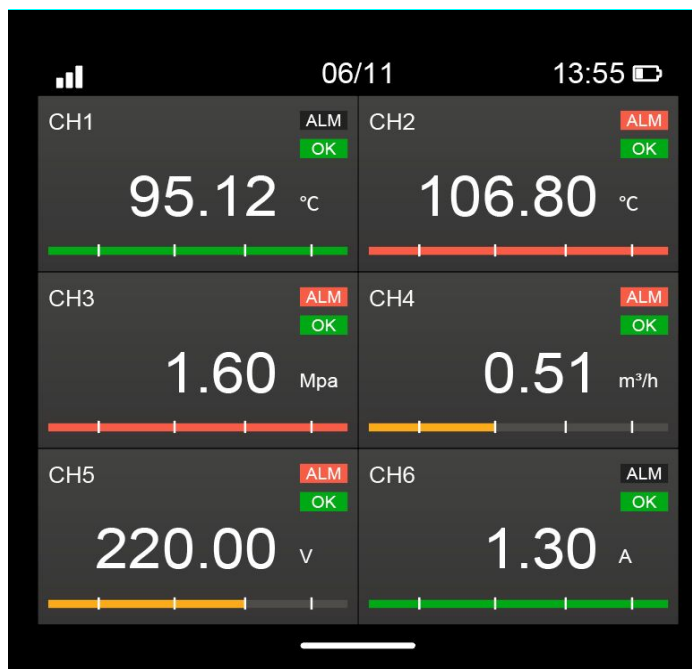 06/11 13:55
CH1 ALM
OK
95.12 °C
CH2 ALM
OK
106.80 °C
CH3 ALM
OK
1.60 Mpa
CH4 ALM
OK
0.51 m³/h
CH5 ALM
OK
220.00 V
CH6 ALM
OK
1.30 A